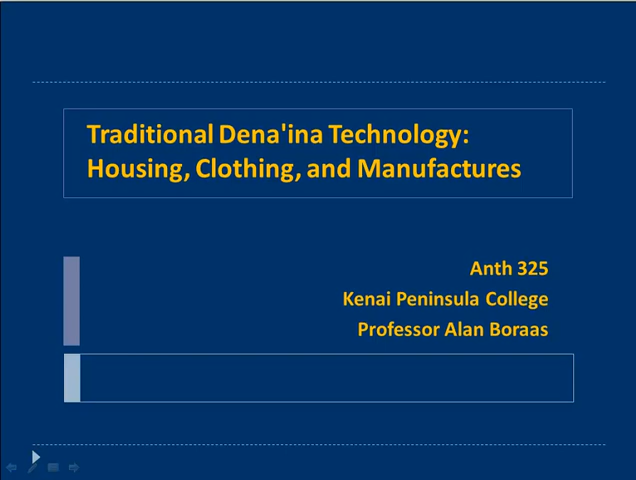 Traditional Dena'ina Technology:
Housing, Clothing, and Manufactures
Anth 325
Kenai Peninsula College
Professor Alan Boraas